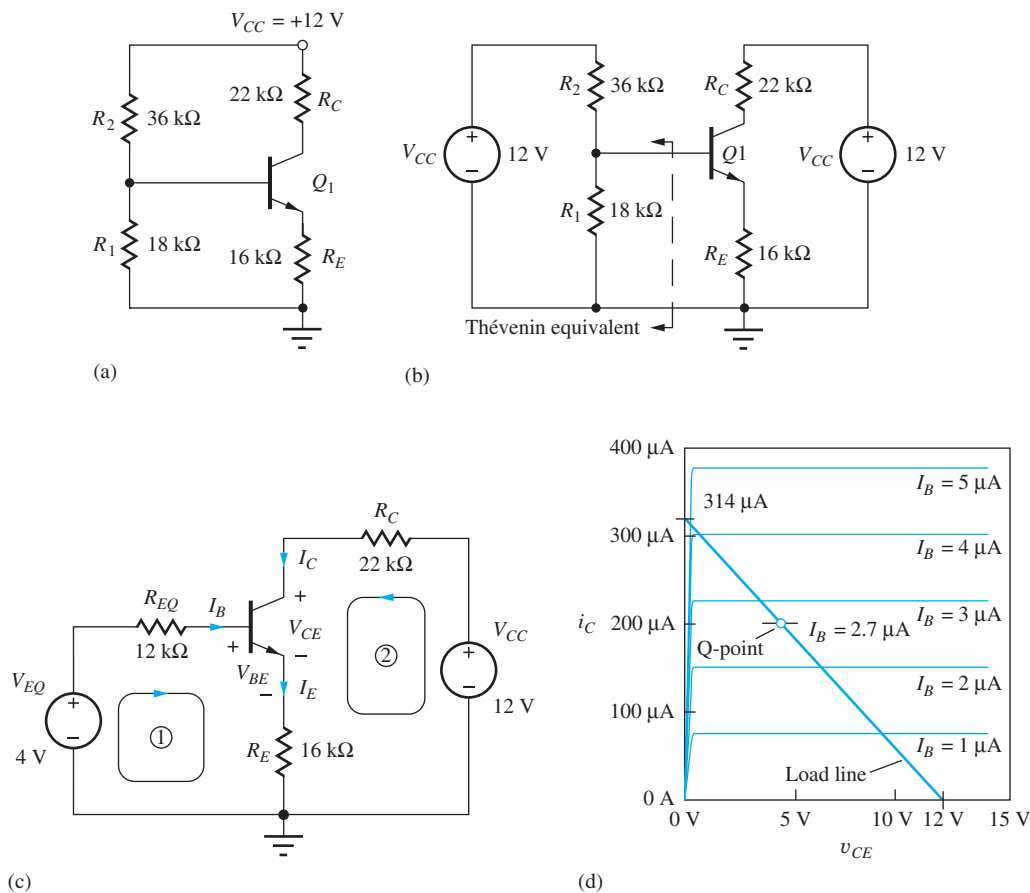 V_CC = +12 V
22 kΩ
R_C
R_2
36 kΩ
Q_1
R_1
18 kΩ
16 kΩ
R_E
(a)
R_2
36 kΩ
R_C
22 kΩ
+
V_CC
12 V
−
Q1
+
V_CC
12 V
−
R_1
18 kΩ
R_E
16 kΩ
Thévenin equivalent
(b)
R_C
I_C
22 kΩ
R_EQ
I_B
+
12 kΩ
V_CE
+
−
V_BE
−
I_E
②
V_CC
+
−
12 V
V_EQ
+
−
4 V
①
R_E
16 kΩ
(c)
400 µA
I_B = 5 µA
314 µA
300 µA
I_B = 4 µA
I_B = 3 µA
i_C
200 µA
I_B = 2.7 µA
Q-point
I_B = 2 µA
100 µA
I_B = 1 µA
Load line
0 A
0 V
5 V
10 V
12 V
15 V
v_CE
(d)